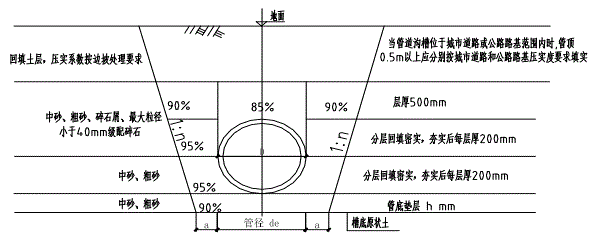 地面
回填土层，压实系数按边坡处理要求
当管道沟槽位于城市道路或公路路基范围内时,管顶
0.5m以上应分别按城市道路和公路路基压实度要求填实
90%
85%
90%
层厚500mm
中砂、粗砂、碎石屑、最大粒径
小于40mm级配碎石
1:n
1:n
95%
D
分层回填密实，夯实后每层厚200mm
中砂、粗砂
95%
分层回填密实，夯实后每层厚200mm
中砂、粗砂
90%
管底垫层 h mm
a
管径 de
a
槽底原状土